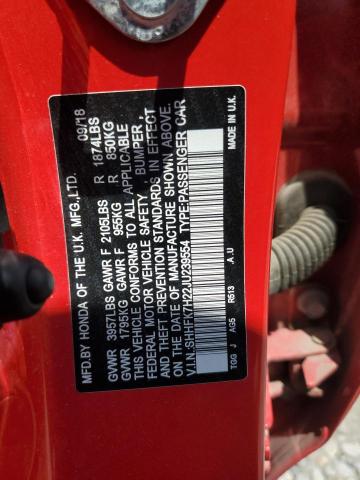 MFD.BY HONDA OF THE U.K. MFG.,LTD. 09/18
GVWR 3957LBS GAWR F 2105LBS R 1874LBS
GVWR 1795KG GAWR F 955KG R 850KG
THIS VEHICLE CONFORMS TO ALL APPLICABLE
FEDERAL MOTOR VEHICLE SAFETY, BUMPER,
AND THEFT PREVENTION STANDARDS IN EFFECT
ON THE DATE OF MANUFACTURE SHOWN ABOVE.
V.I.N.:SHHFK7H22JU239554 TYPE:PASSENGER CAR
A.U MADE IN U.K.
TGG J AG5 R513